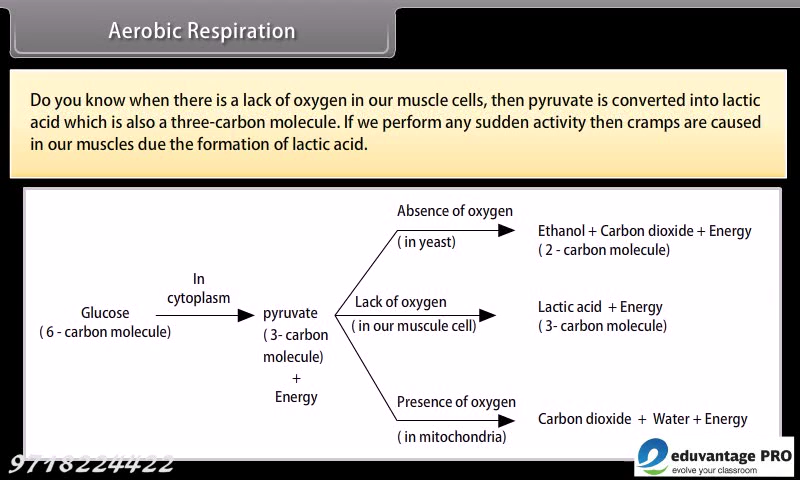 Aerobic Respiration
Do you know when there is a lack of oxygen in our muscle cells, then pyruvate is converted into lactic
acid which is also a three-carbon molecule. If we perform any sudden activity then cramps are caused
in our muscles due the formation of lactic acid.
Absence of oxygen
( in yeast)
Ethanol + Carbon dioxide + Energy
( 2 - carbon molecule)
In
cytoplasm
Glucose
( 6 - carbon molecule)
pyruvate
( 3- carbon
molecule)
+
Energy
Lack of oxygen
( in our muscule cell)
Lactic acid + Energy
( 3- carbon molecule)
Presence of oxygen
( in mitochondria)
Carbon dioxide + Water + Energy
9718224422
eduvantage PRO
evolve your classroom